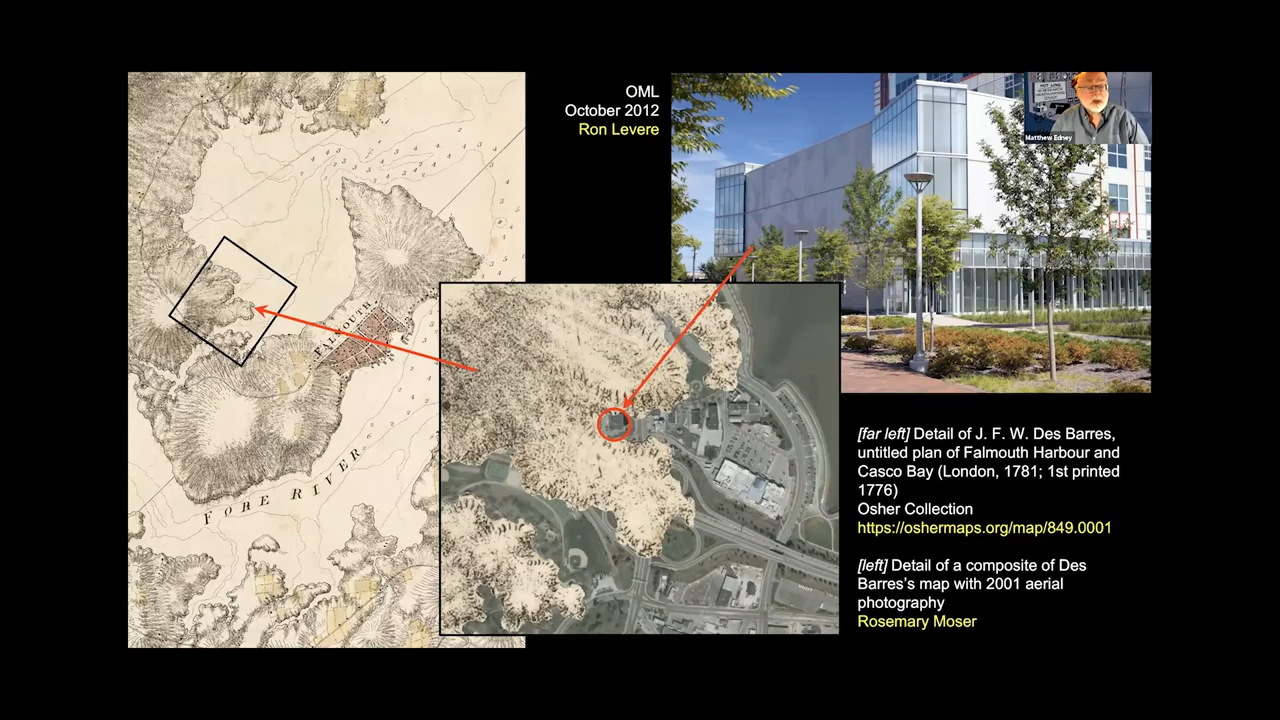 OML
October 2012
Ron Levere
Matthew Edney
HOT LINE
FALMOUTH
FORE RIVER
[far left] Detail of J. F. W. Des Barres,
untitled plan of Falmouth Harbour and
Casco Bay (London, 1781; 1st printed
1776)
Osher Collection
https://oshermaps.org/map/849.0001
[left] Detail of a composite of Des
Barres's map with 2001 aerial
photography
Rosemary Moser